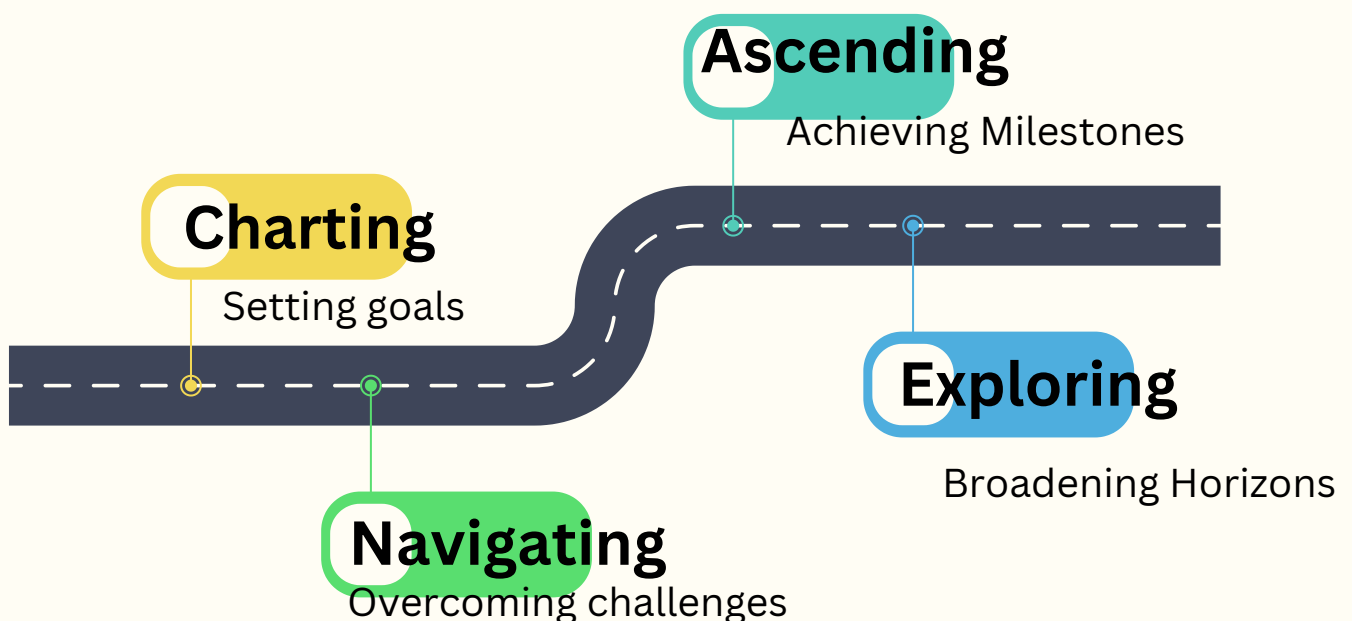 Charting
Setting goals
Navigating
Overcoming challenges
Ascending
Achieving Milestones
Exploring
Broadening Horizons